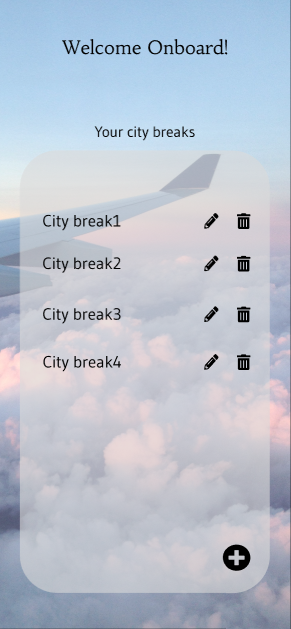 Welcome Onboard!
Your city breaks
City break1
City break2
City break3
City break4